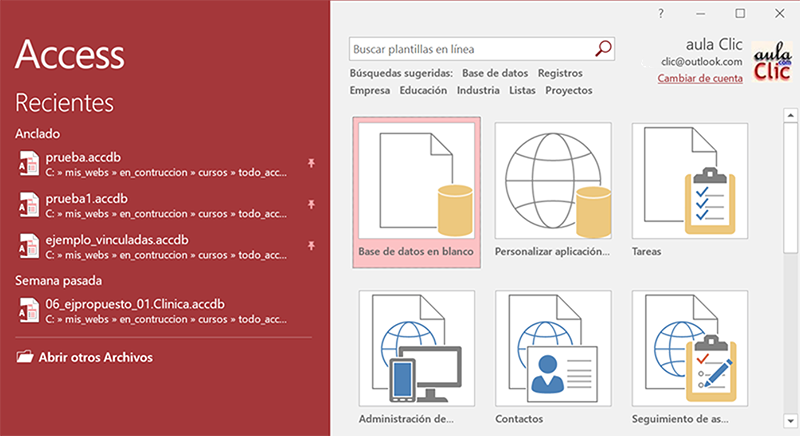 Access
Recientes
Anclado
prueba.accdb
C: » mis_webs » en_contruccion » cursos » todo_acc...
prueba1.accdb
C: » mis_webs » en_contruccion » cursos » todo_acc...
ejemplo_vinculadas.accdb
C: » mis_webs » en_contruccion » cursos » todo_acc...
Semana pasada
06_ejpropuesto_01.Clinica.accdb
C: » mis_webs » en_contruccion » cursos » todo_acc...
Abrir otros Archivos
?
Buscar plantillas en línea
Búsquedas sugeridas: Base de datos Registros
Empresa Educación Industria Listas Proyectos
aula Clic
clic@outlook.com
Cambiar de cuenta
aula
.com
Clic
Base de datos en blanco
Personalizar aplicación...
Tareas
Administración de...
Contactos
Seguimiento de as...